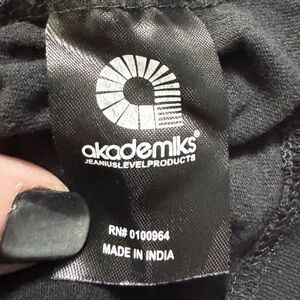 akademiks®
JEANIUSLEVELPRODUCTS
RN# 0100964
MADE IN INDIA